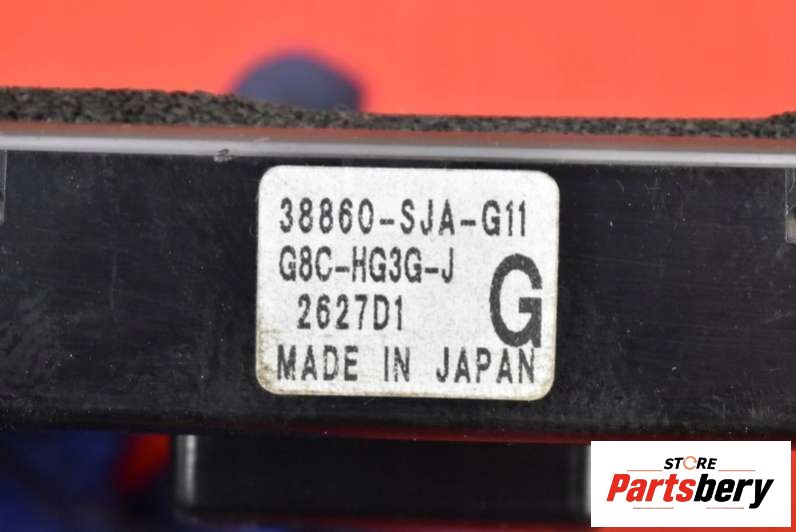 38860-SJA-G11
G8C-HG3G-J
2627D1
G
MADE IN JAPAN
STORE
Partsbery